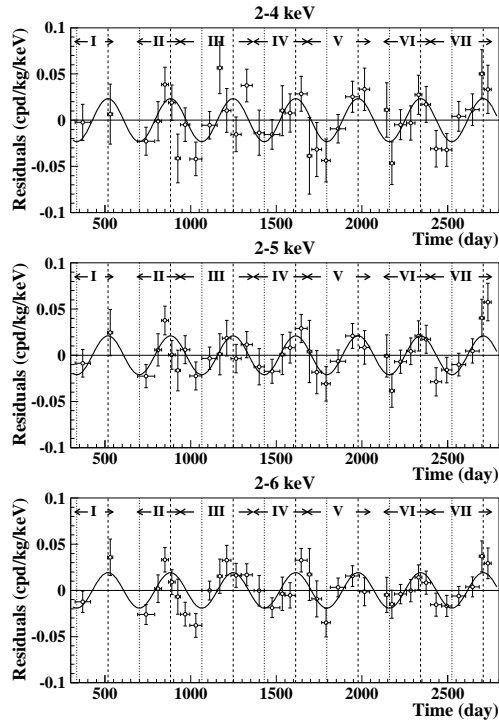 2-4 keV
Residuals (cpd/kg/keV)
0.1
0.05
0
-0.05
-0.1
I II III IV V VI VII
500 1000 1500 2000 2500
Time (day)
2-5 keV
Residuals (cpd/kg/keV)
0.1
0.05
0
-0.05
-0.1
I II III IV V VI VII
500 1000 1500 2000 2500
Time (day)
2-6 keV
Residuals (cpd/kg/keV)
0.1
0.05
0
-0.05
-0.1
I II III IV V VI VII
500 1000 1500 2000 2500
Time (day)